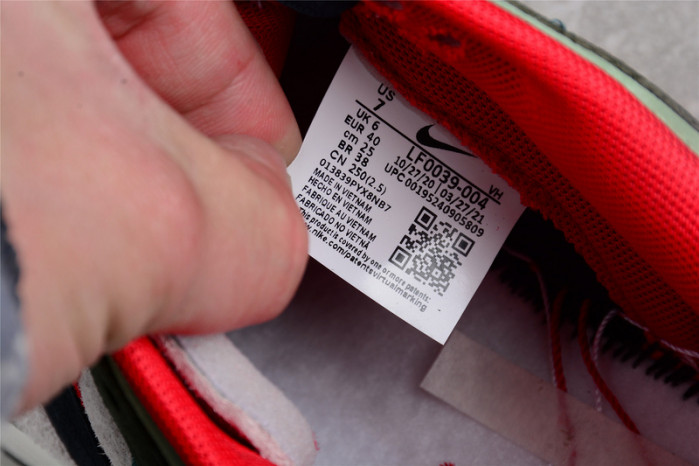 US
7
UK 6
EUR 40
cm 25
BR 38
CN 250(2.5)
013B39PYX8NB7
MADE IN VIETNAM
HECHO EN VIETNAM
FABRIQUE AU VIETNAM
FABRICADO NO VIETNÃ
This product is covered by one or more patents:
.nike.com/patentsvirtualmarking
VH
LF0039-004
10/27/20 | 03/27/21
UPC 00195240905809